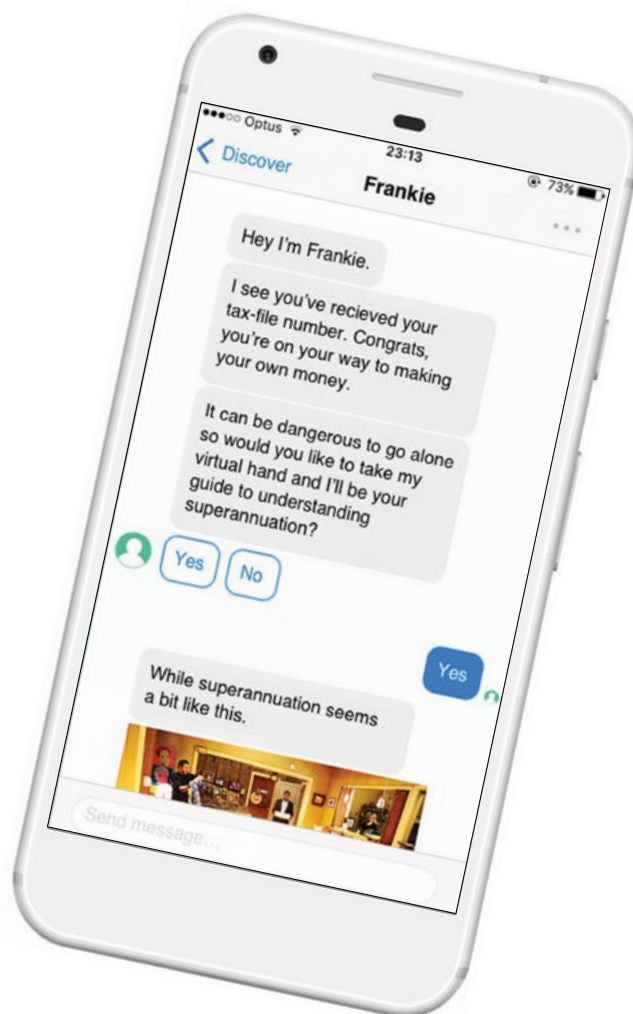 Optus
23:13
73%
Discover
Frankie
Hey I'm Frankie.
I see you've recieved your
tax-file number. Congrats,
you're on your way to making
your own money.
It can be dangerous to go alone
so would you like to take my
virtual hand and I'll be your
guide to understanding
superannuation?
Yes
No
Yes
While superannuation seems
a bit like this.
Send message...